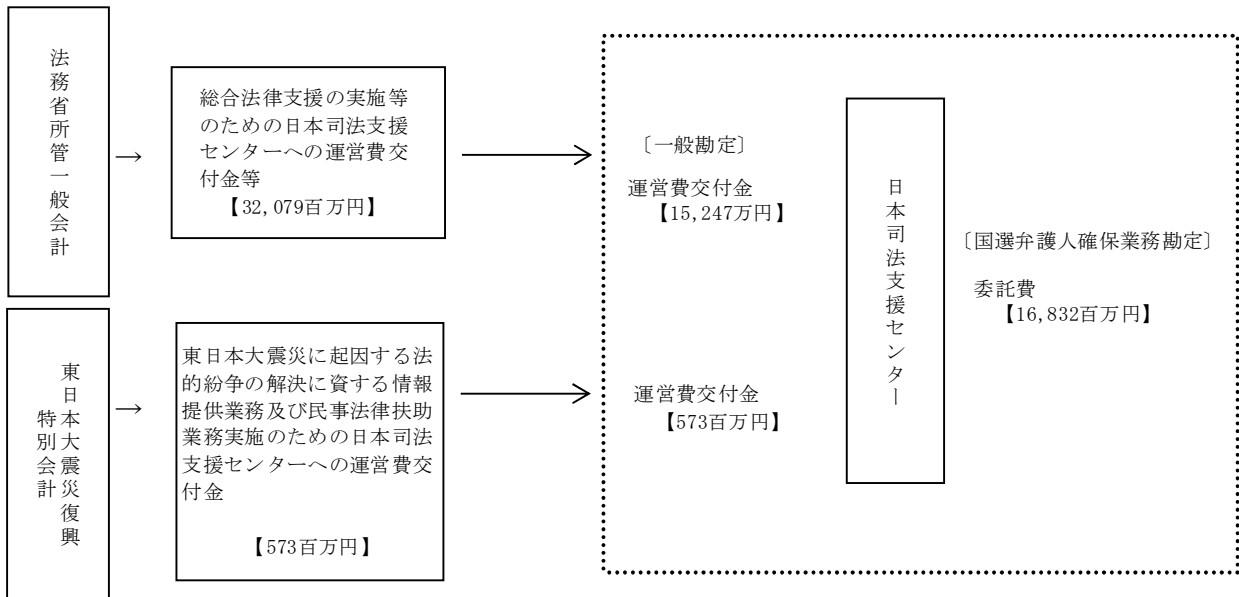 法務省所管一般会計
→
総合法律支援の実施等
のための日本司法支援
センターへの運営費交
付金等
【32,079百万円】
〔一般勘定〕
運営費交付金
【15,247万円】
日本司法支援センター
〔国選弁護人確保業務勘定〕
委託費
【16,832百万円】
東日本大震災復興
特別会計
→
東日本大震災に起因する法
的紛争の解決に資する情報
提供業務及び民事法律扶助
業務実施のための日本司法
支援センターへの運営費交
付金
【573百万円】
運営費交付金
【573百万円】